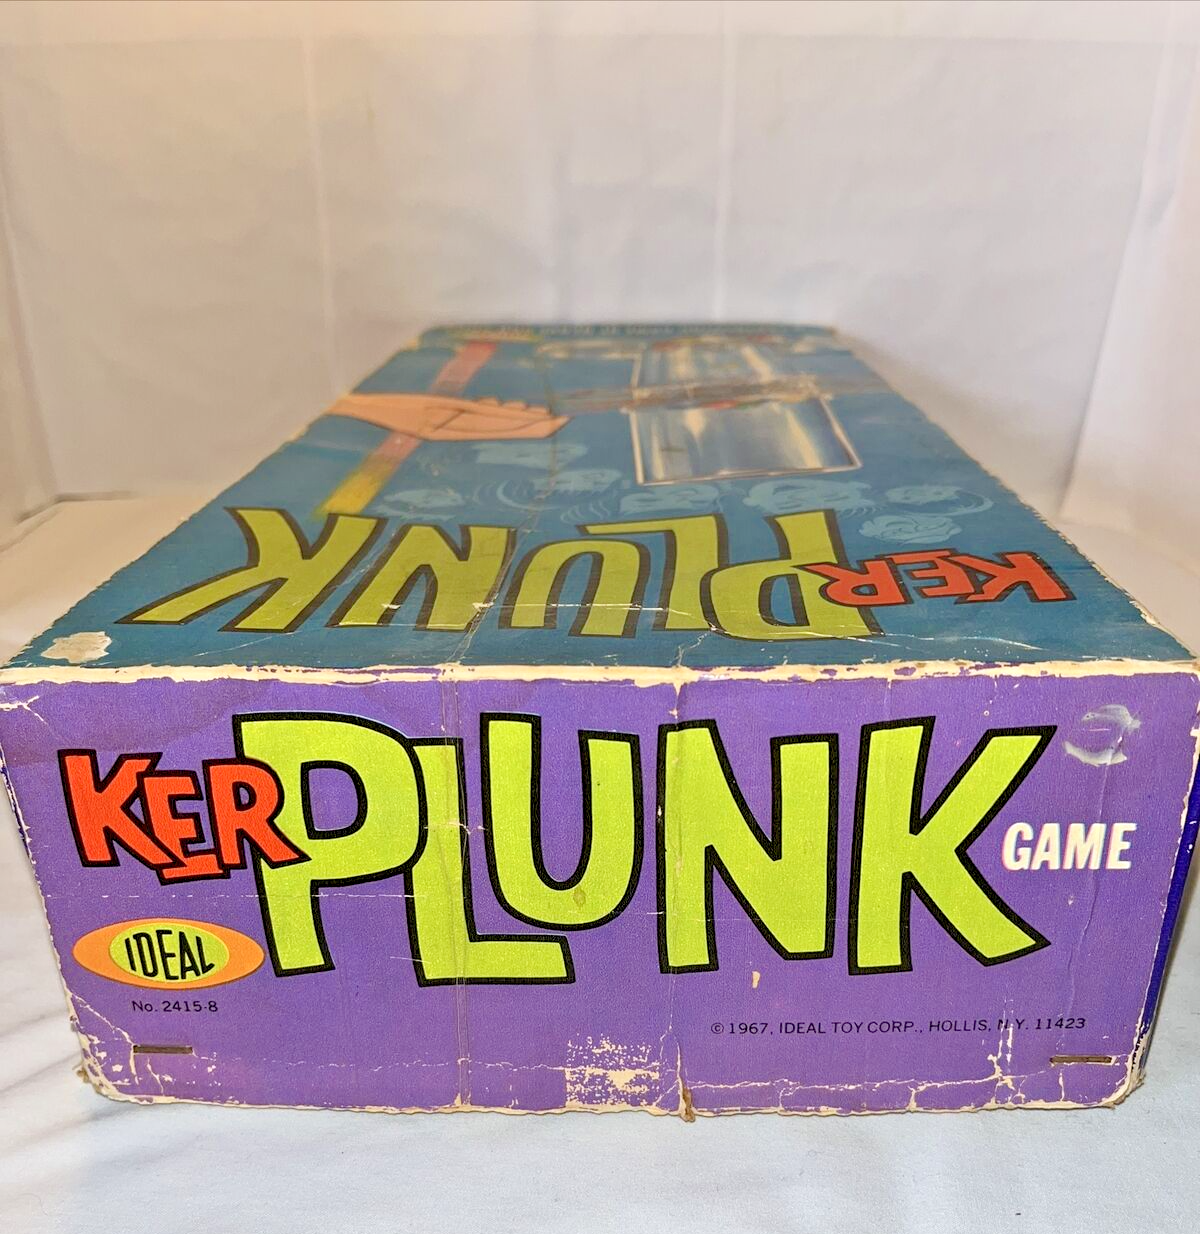 KERPLUNK
KERPLUNK
GAME
IDEAL
No. 2415-8
© 1967, IDEAL TOY CORP., HOLLIS, N.Y. 11423